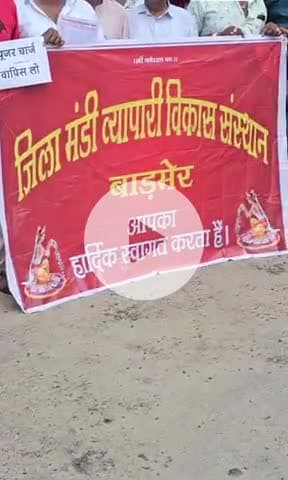 यूजर चार्ज
वापिस लो
जिला मंडी व्यापारी विकास संस्थान
बाड़मेर
आपका
हार्दिक स्वागत करता हैं।